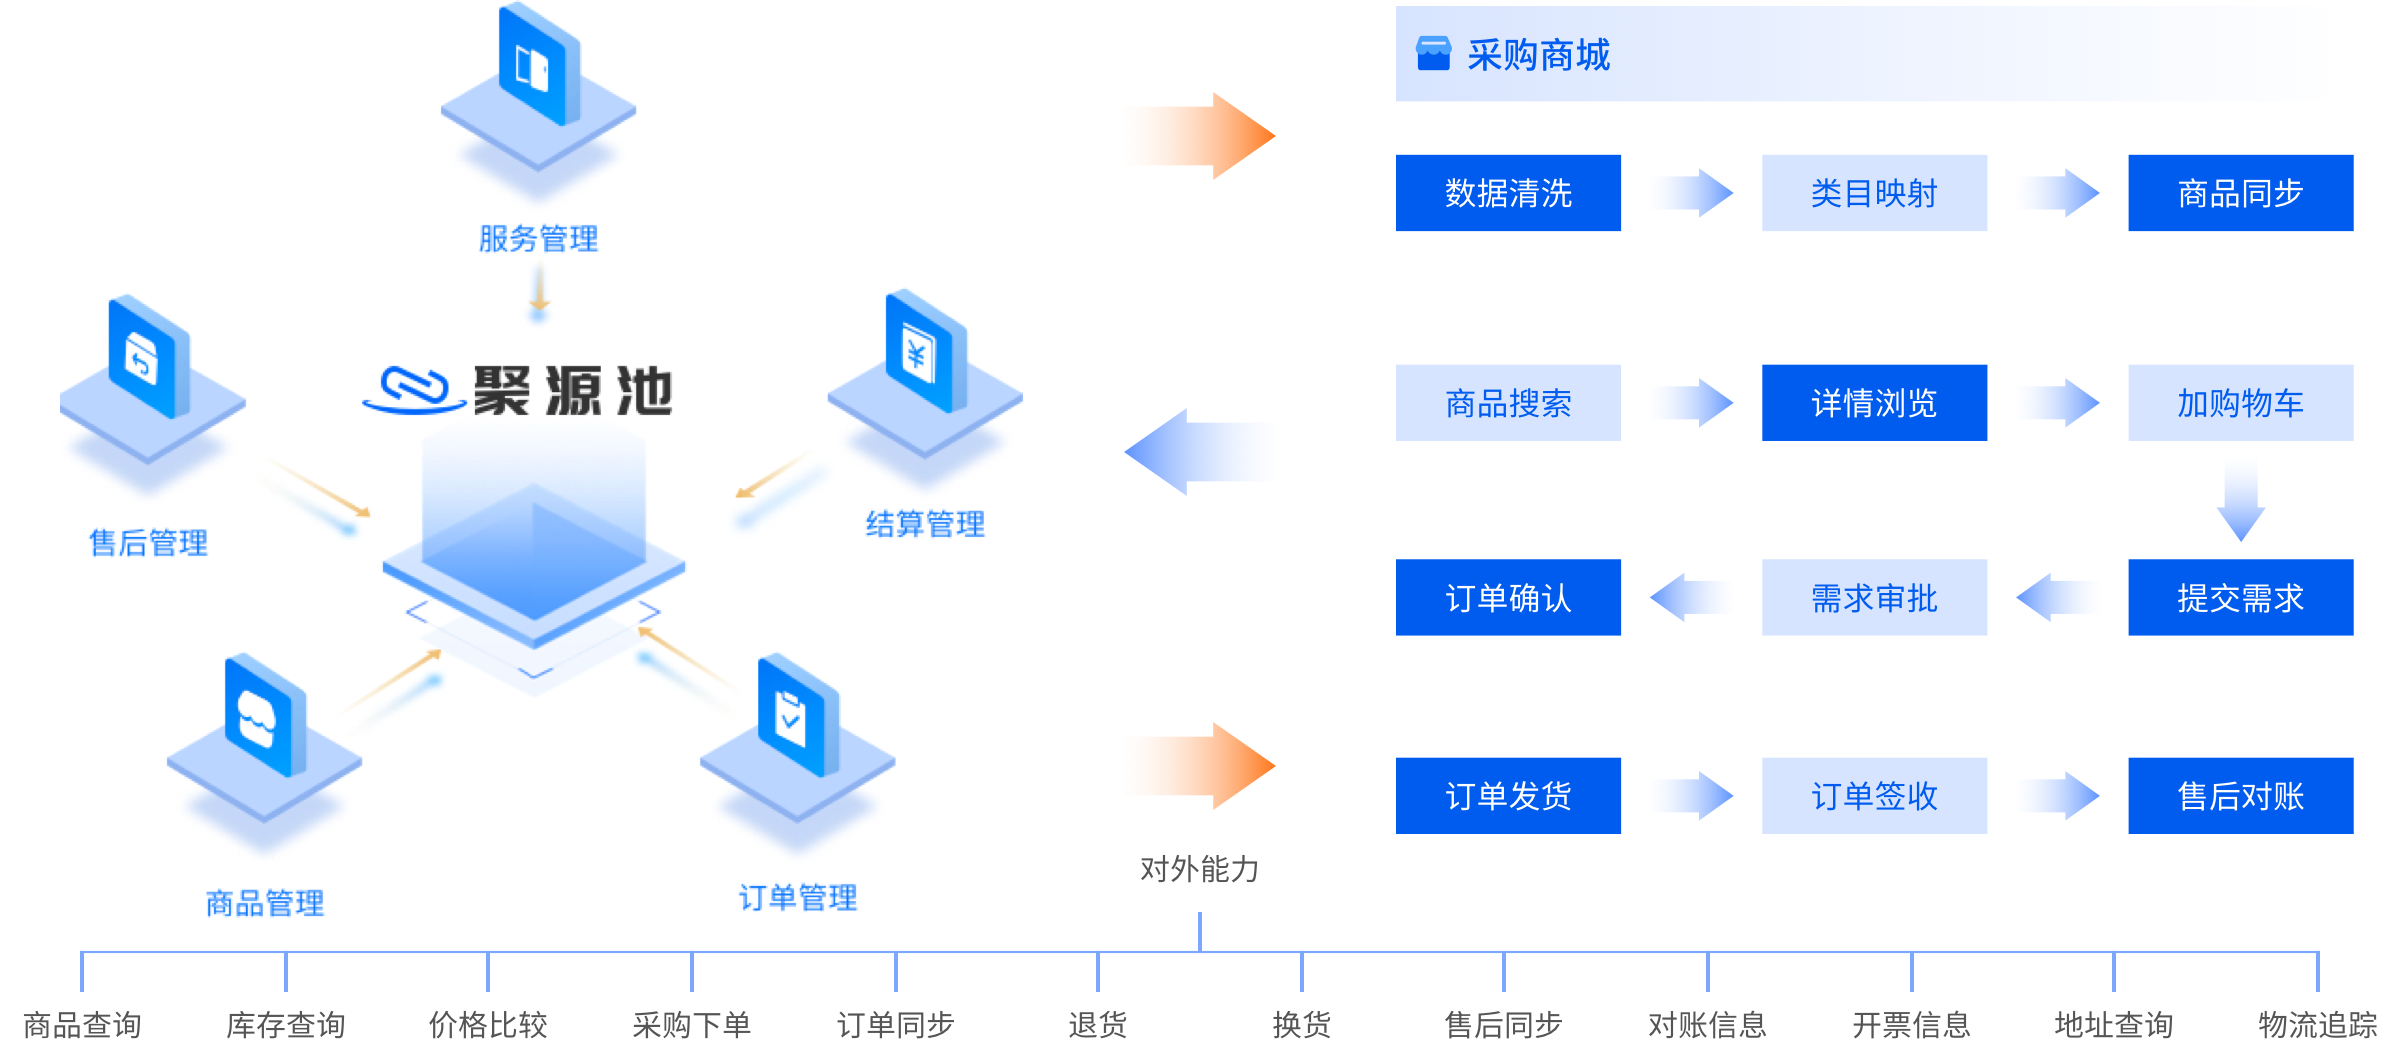 服务管理
售后管理
聚源池
结算管理
商品管理
订单管理
采购商城
数据清洗
类目映射
商品同步
商品搜索
详情浏览
加购物车
订单确认
需求审批
提交需求
订单发货
订单签收
售后对账
对外能力
商品查询
库存查询
价格比较
采购下单
订单同步
退货
换货
售后同步
对账信息
开票信息
地址查询
物流追踪